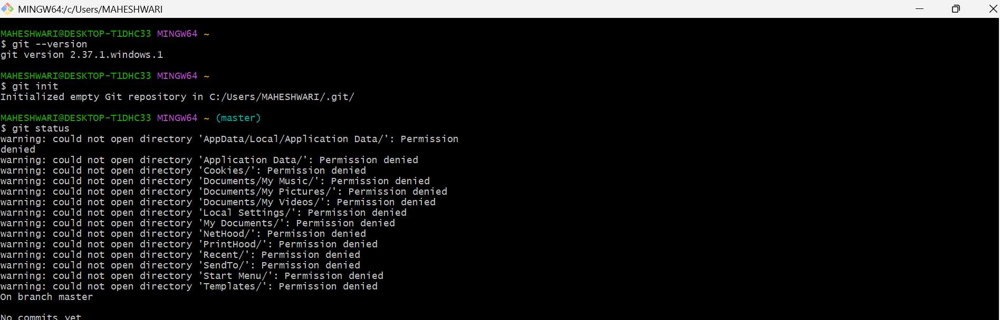 MINGW64:/c/Users/MAHESHWARI
MAHESHWARI@DESKTOP-T1DHC33 MINGW64 ~
$ git --version
git version 2.37.1.windows.1
MAHESHWARI@DESKTOP-T1DHC33 MINGW64 ~
$ git init
Initialized empty Git repository in C:/Users/MAHESHWARI/.git/
MAHESHWARI@DESKTOP-T1DHC33 MINGW64 ~ (master)
$ git status
warning: could not open directory 'AppData/Local/Application Data/': Permission
denied
warning: could not open directory 'Application Data/': Permission denied
warning: could not open directory 'Cookies/': Permission denied
warning: could not open directory 'Documents/My Music/': Permission denied
warning: could not open directory 'Documents/My Pictures/': Permission denied
warning: could not open directory 'Documents/My Videos/': Permission denied
warning: could not open directory 'Local Settings/': Permission denied
warning: could not open directory 'My Documents/': Permission denied
warning: could not open directory 'NetHood/': Permission denied
warning: could not open directory 'PrintHood/': Permission denied
warning: could not open directory 'Recent/': Permission denied
warning: could not open directory 'SendTo/': Permission denied
warning: could not open directory 'Start Menu/': Permission denied
warning: could not open directory 'Templates/': Permission denied
On branch master
No commits yet